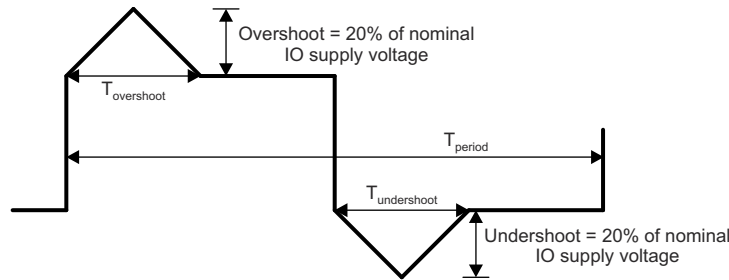 Overshoot = 20% of nominal
IO supply voltage
Tovershoot
Tperiod
Tundershoot
Undershoot = 20% of nominal
IO supply voltage